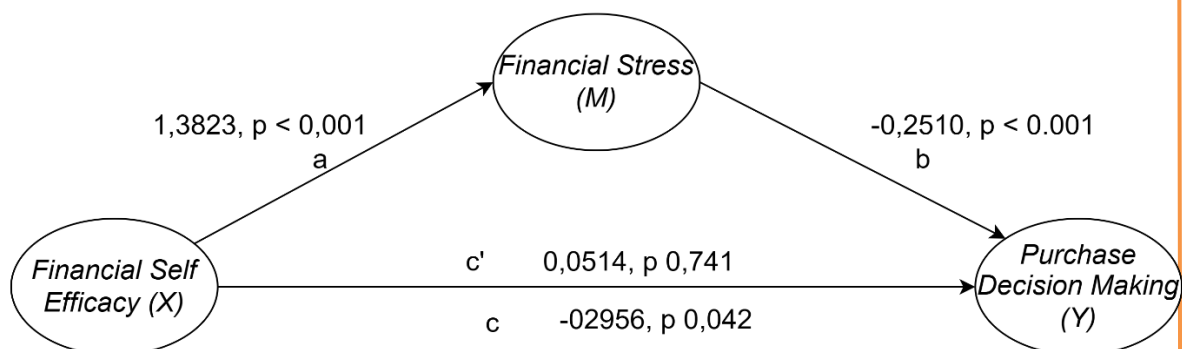 Financial Stress
(M)
1,3823, p < 0,001
a
-0,2510, p < 0.001
b
Financial Self
Efficacy (X)
c' 0,0514, p 0,741
c -02956, p 0,042
Purchase
Decision Making
(Y)